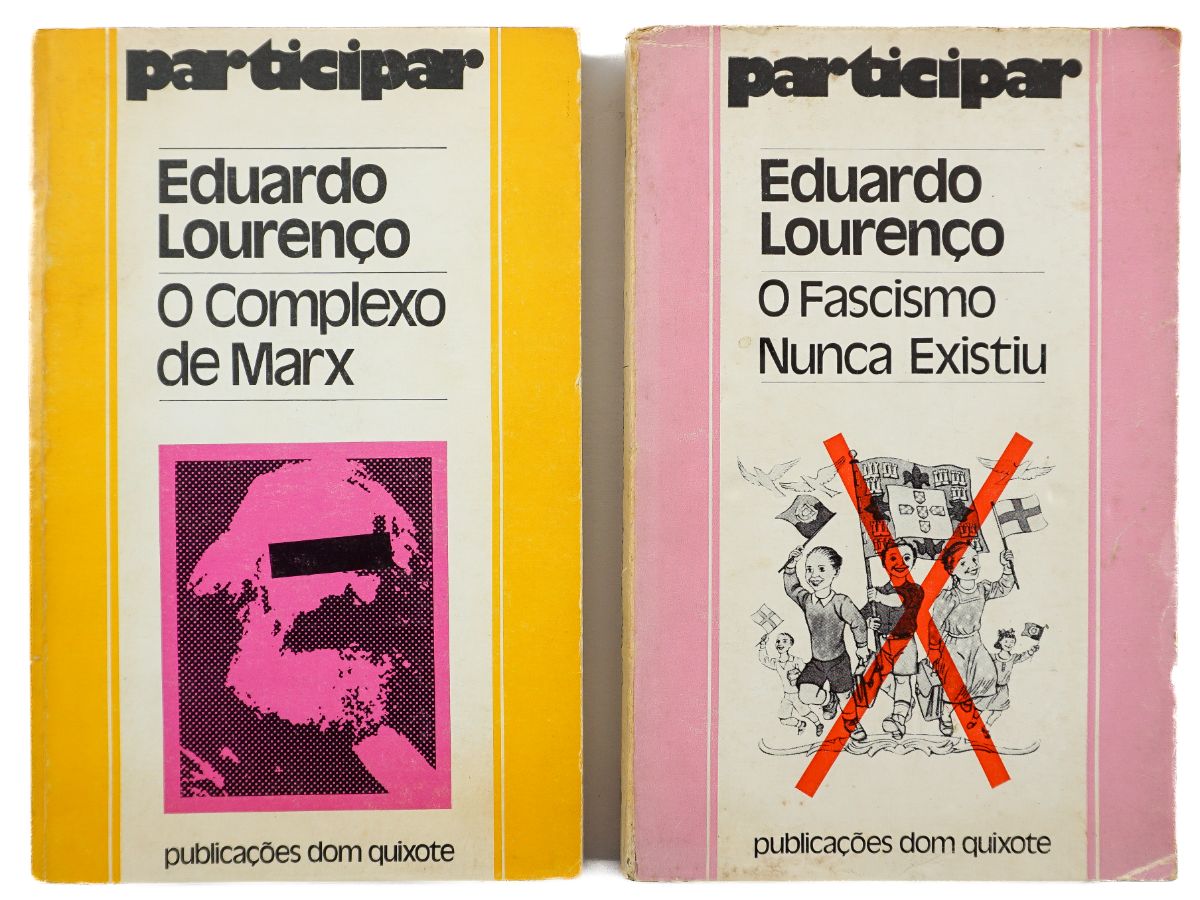 participar
Eduardo
Lourenço
O Complexo
de Marx
publicações dom quixote
participar
Eduardo
Lourenço
O Fascismo
Nunca Existiu
publicações dom quixote